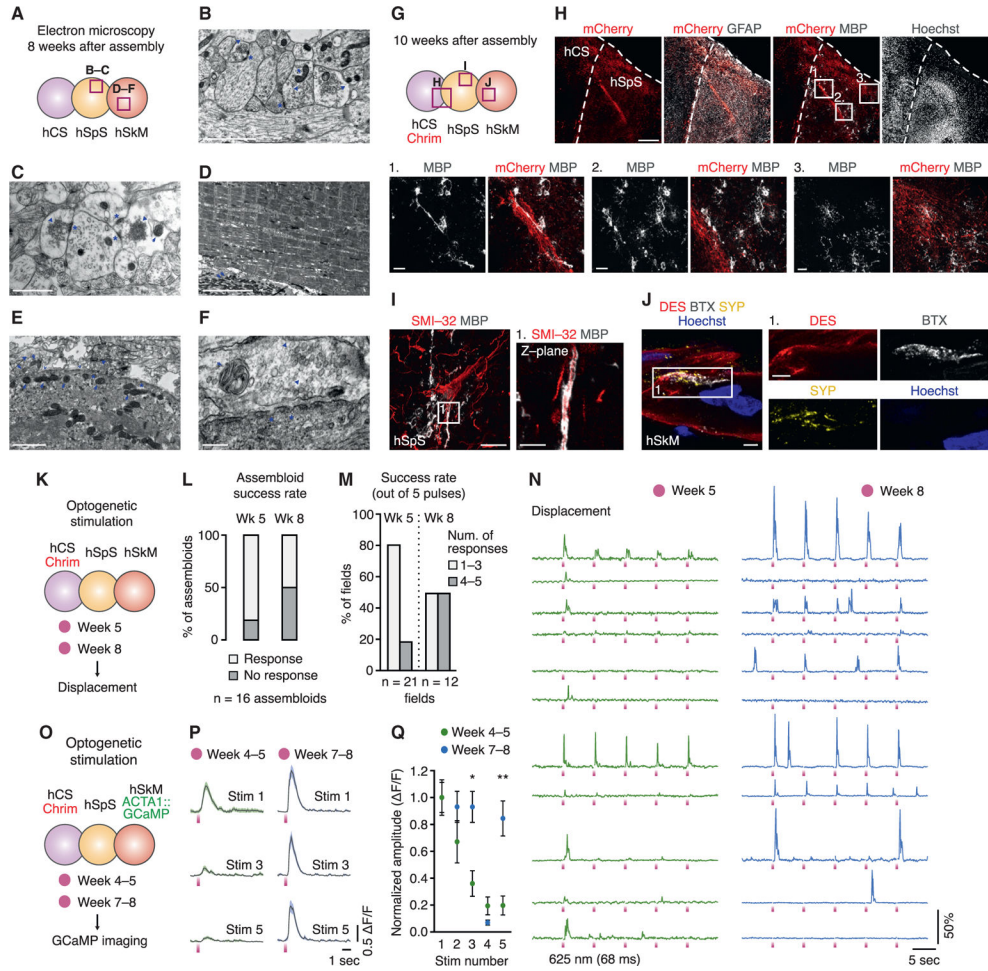 A
Electron microscopy
8 weeks after assembly
B–C
D–F
hCS
hSpS
hSkM
B
C
D
E
F
G
10 weeks after assembly
H
I
J
hCS
Chrim
hSpS
hSkM
H
mCherry
mCherry GFAP
mCherry MBP
Hoechst
hCS
hSpS
1.
2.
3.
1. MBP
mCherry MBP
2. MBP
mCherry MBP
3. MBP
mCherry MBP
I
SMI–32 MBP
1
hSpS
1. SMI–32 MBP
Z–plane
J
DES BTX SYP
Hoechst
hSkM
1. DES
BTX
SYP
Hoechst
K
Optogenetic
stimulation
hCS
Chrim
hSpS
hSkM
Week 5
Week 8
Displacement
L
Assembloid
success rate
Wk 5 Wk 8
% of assembloids
100
50
0
Response
No response
n = 16 assembloids
M
Success rate
(out of 5 pulses)
Wk 5 Wk 8
Num. of
responses
1–3
4–5
% of fields
100
80
60
40
20
0
n = 21 n = 12
fields
N
Week 5
Week 8
Displacement
625 nm (68 ms)
50%
5 sec
O
Optogenetic
stimulation
hCS
Chrim
hSpS
hSkM
ACTA1::
GCaMP
Week 4–5
Week 7–8
GCaMP imaging
P
Week 4–5
Week 7–8
Stim 1
Stim 1
Stim 3
Stim 3
Stim 5
Stim 5
0.5 ΔF/F
1 sec
Q
Week 4–5
Week 7–8
Normalized amplitude (ΔF/F)
1.4
1.2
1.0
0.8
0.6
0.4
0.2
0.0
*
**
1 2 3 4 5
Stim number